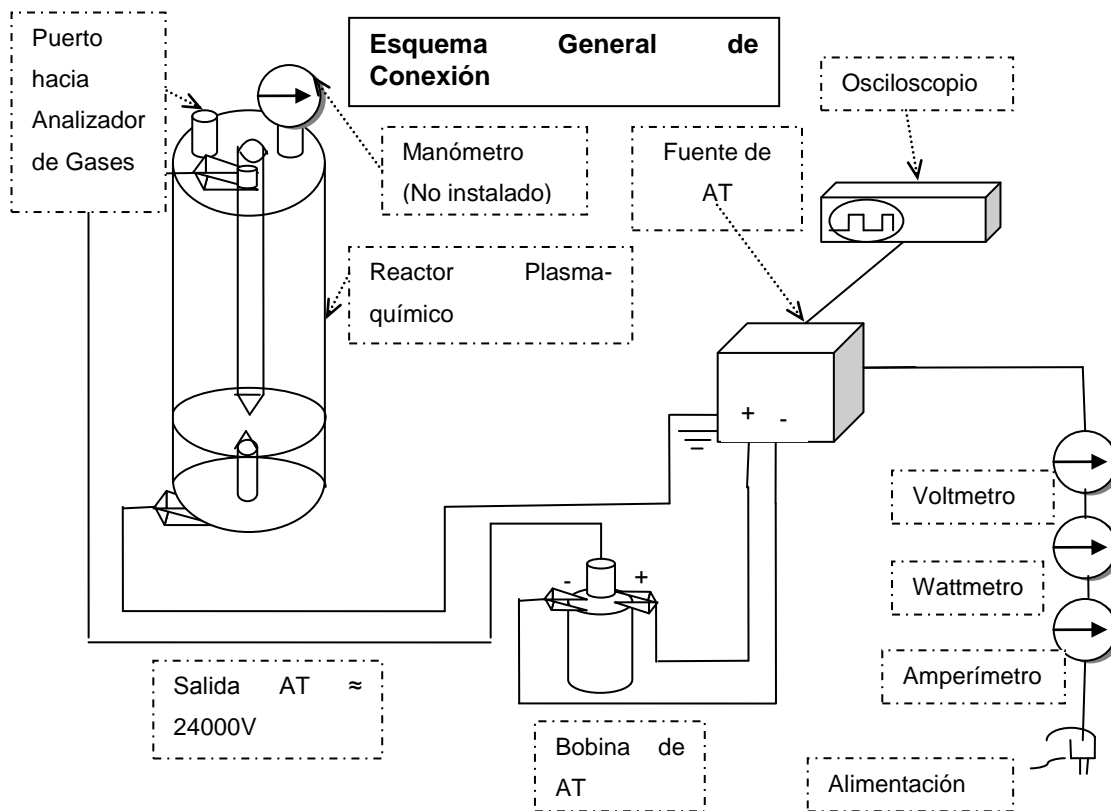 Puerto
hacia
Analizador
de Gases
Esquema General de
Conexión
Osciloscopio
Manómetro
(No instalado)
Fuente de
AT
Reactor Plasma-
químico
+ -
Voltmetro
Wattmetro
- +
Amperímetro
Salida AT ≈
24000V
Bobina de
AT
Alimentación